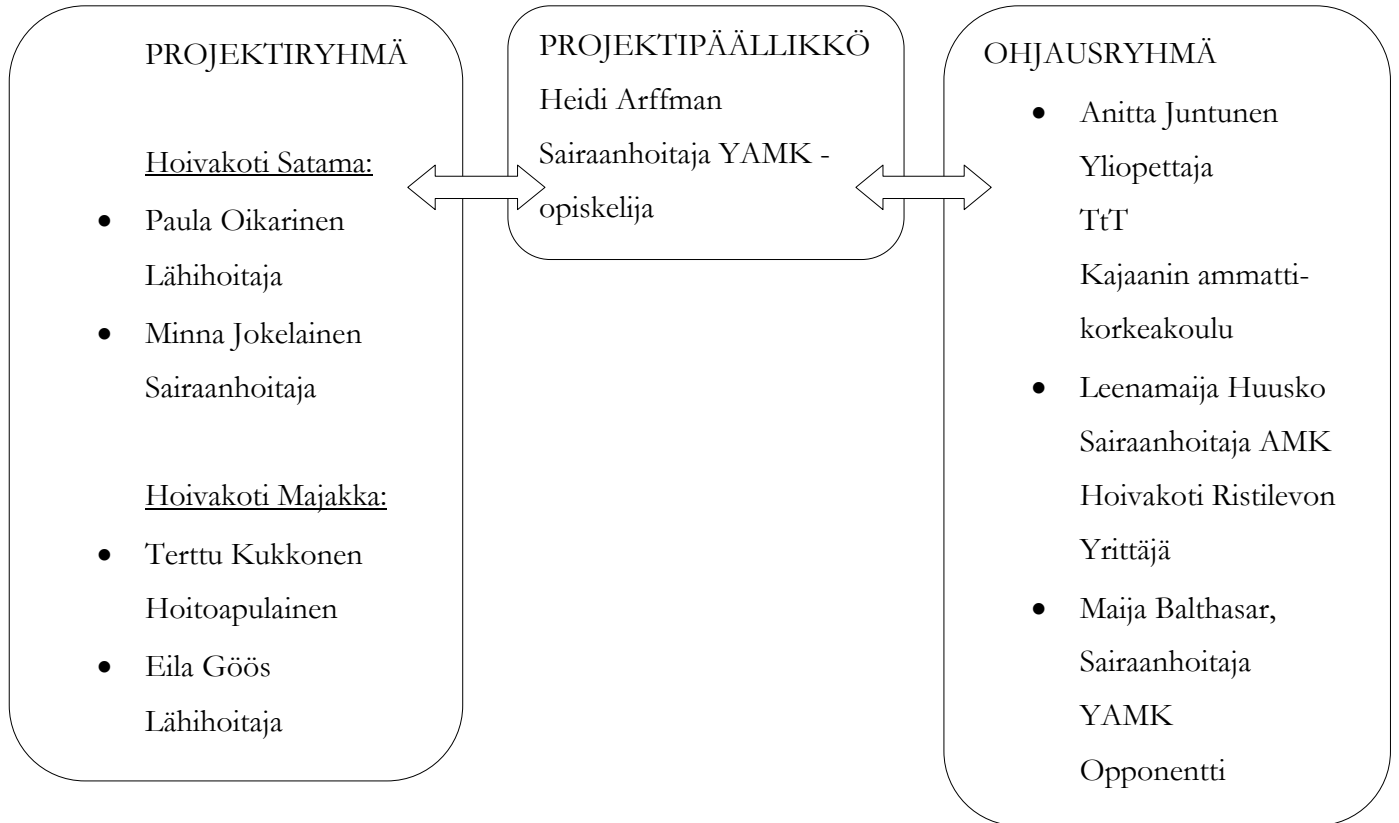 PROJEKTIRYHMÄ
Hoivakoti Satama:
• Paula Oikarinen
Lähihoitaja
• Minna Jokelainen
Sairaanhoitaja
Hoivakoti Majakka:
• Terttu Kukkonen
Hoitoapulainen
• Eila Göös
Lähihoitaja
PROJEKTIPÄÄLLIKKÖ
Heidi Arffman
Sairaanhoitaja YAMK -
opiskelija
OHJAUSRYHMÄ
• Anitta Juntunen
Yliopettaja
TtT
Kajaanin ammatti-
korkeakoulu
• Leenamaija Huusko
Sairaanhoitaja AMK
Hoivakoti Ristilevon
Yrittäjä
• Maija Balthasar,
Sairaanhoitaja
YAMK
Opponentti